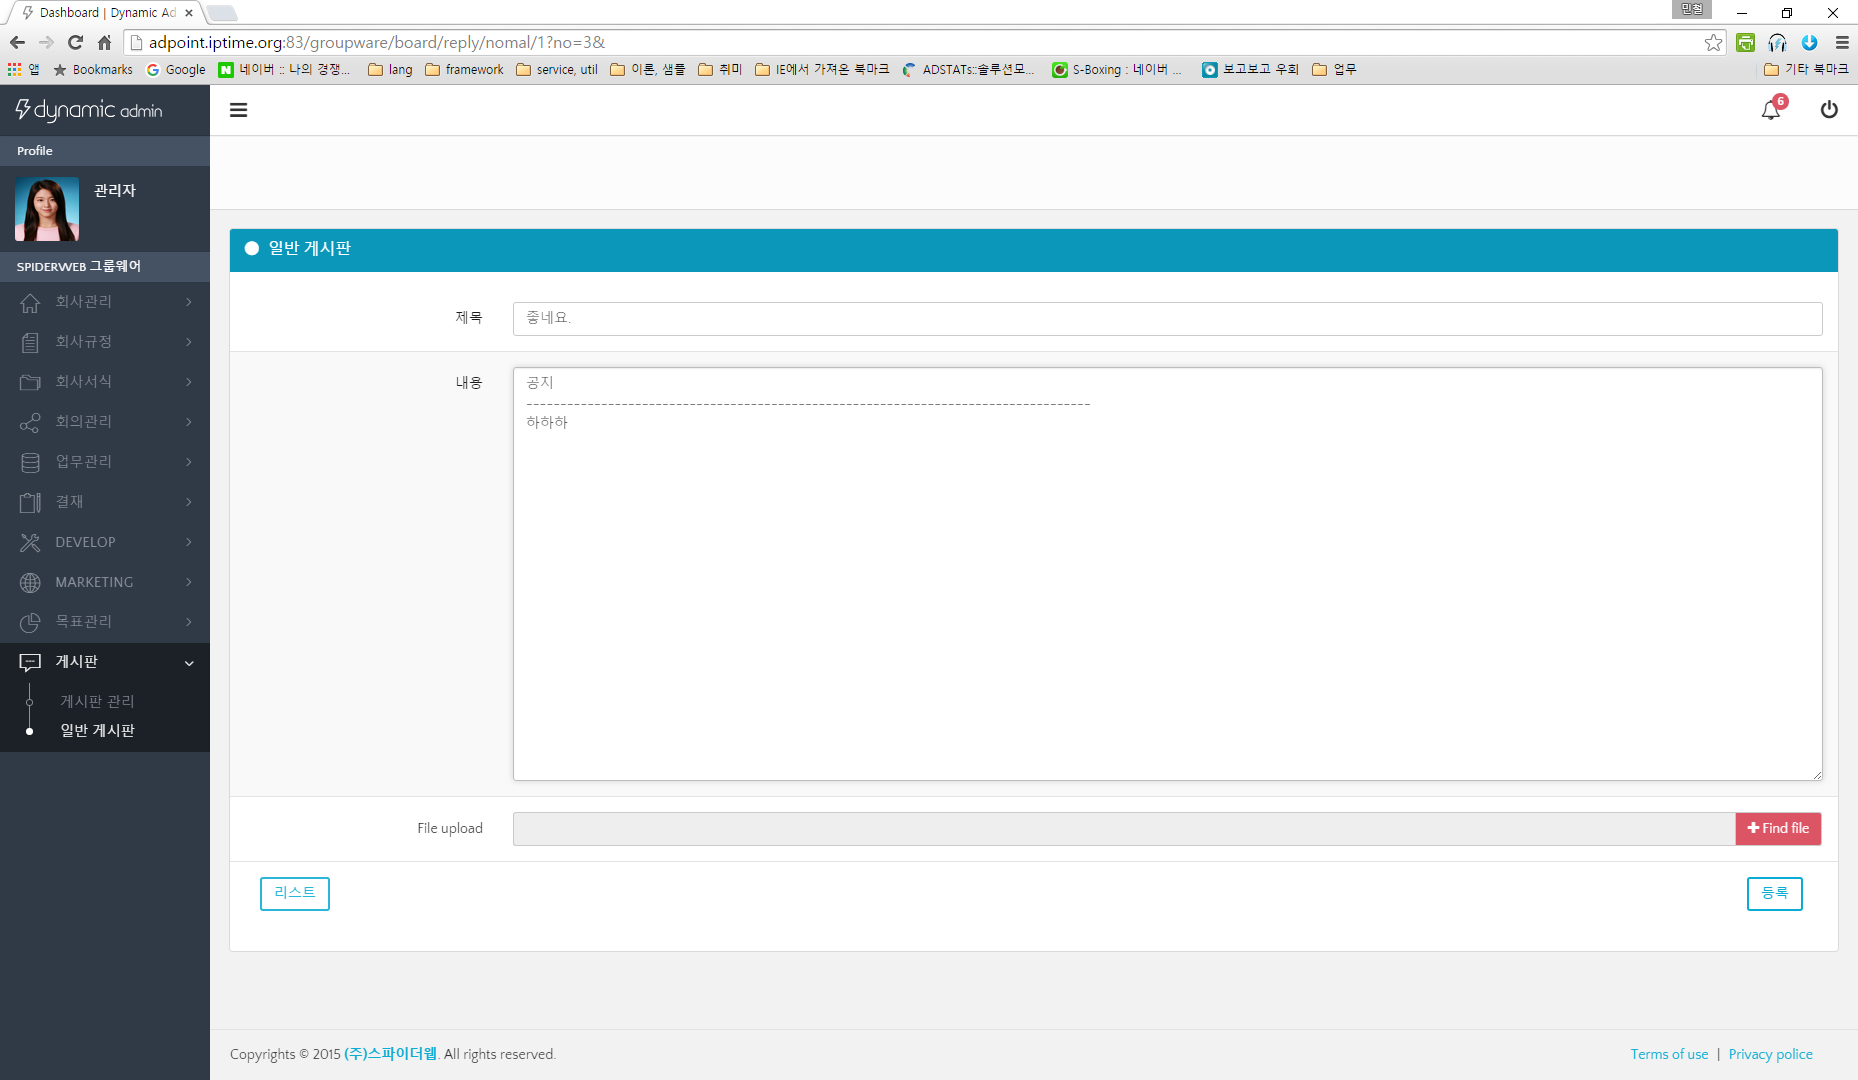 Dashboard | Dynamic Ad
민철
adpoint.iptime.org:83/groupware/board/reply/nomal/1?no=3&
앱 Bookmarks Google 네이버 :: 나의 경쟁... lang framework service, util 이론, 샘플 취미 IE에서 가져온 북마크 ADSTATs::솔루션모... S-Boxing : 네이버 ... 보고보고 우회 업무 기타 북마크
dynamic admin
6
Profile
관리자
SPIDERWEB 그룹웨어
회사관리
회사규정
회사서식
회의관리
업무관리
결재
DEVELOP
MARKETING
목표관리
게시판
게시판 관리
일반 게시판
일반 게시판
제목 좋네요.
내용 공지
-----------------------------------------------------------------------------------
하하하
File upload Find file
리스트 등록
Copyrights © 2015 (주)스파이더웹. All rights reserved. Terms of use | Privacy police